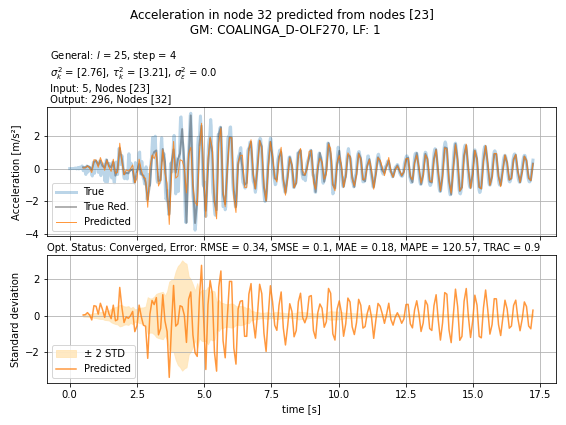 Acceleration in node 32 predicted from nodes [23]
GM: COALINGA_D-OLF270, LF: 1
General: l = 25, step = 4
σ²ₖ = [2.76], τ²ₖ = [3.21], σ²ε = 0.0
Input: 5, Nodes [23]
Output: 296, Nodes [32]
Acceleration [m/s²]
2
0
−2
−4
True
True Red.
Predicted
Opt. Status: Converged, Error: RMSE = 0.34, SMSE = 0.1, MAE = 0.18, MAPE = 120.57, TRAC = 0.9
Standard deviation
2
0
−2
± 2 STD
Predicted
0.0 2.5 5.0 7.5 10.0 12.5 15.0 17.5
time [s]